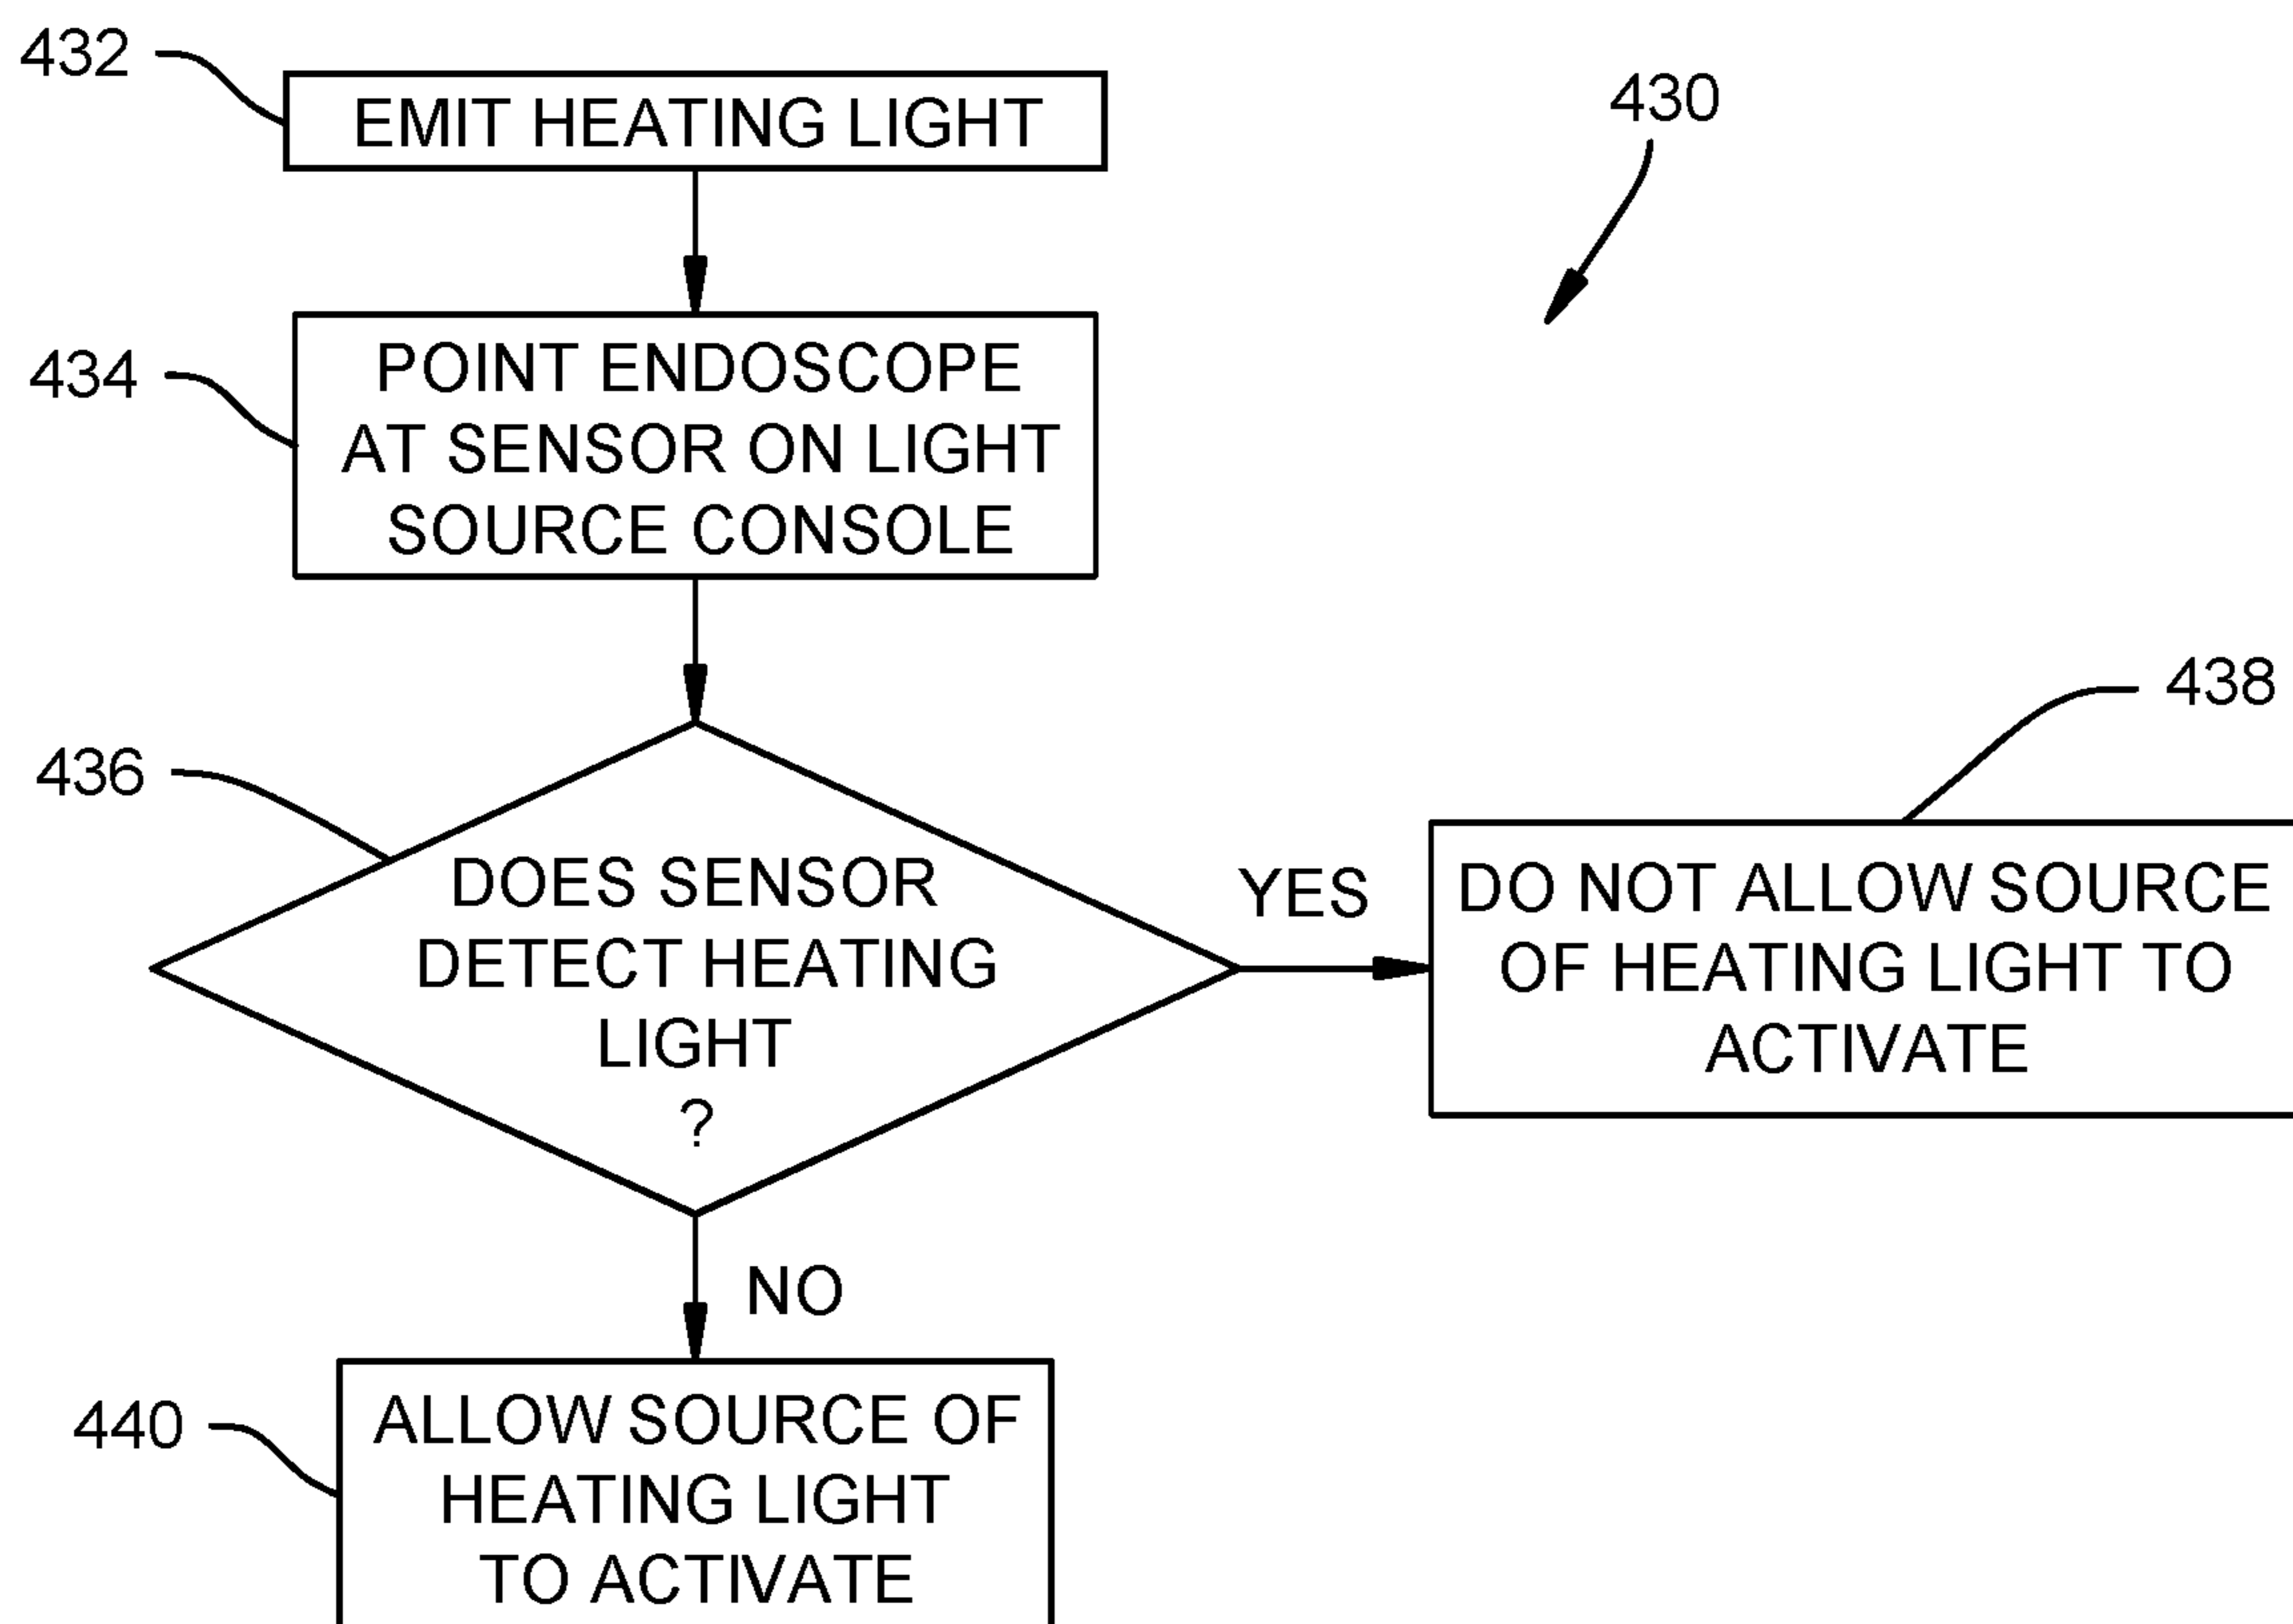 432
EMIT HEATING LIGHT
430
434
POINT ENDOSCOPE
AT SENSOR ON LIGHT
SOURCE CONSOLE
436
DOES SENSOR
DETECT HEATING
LIGHT
?
YES
438
DO NOT ALLOW SOURCE
OF HEATING LIGHT TO
ACTIVATE
NO
440
ALLOW SOURCE OF
HEATING LIGHT
TO ACTIVATE